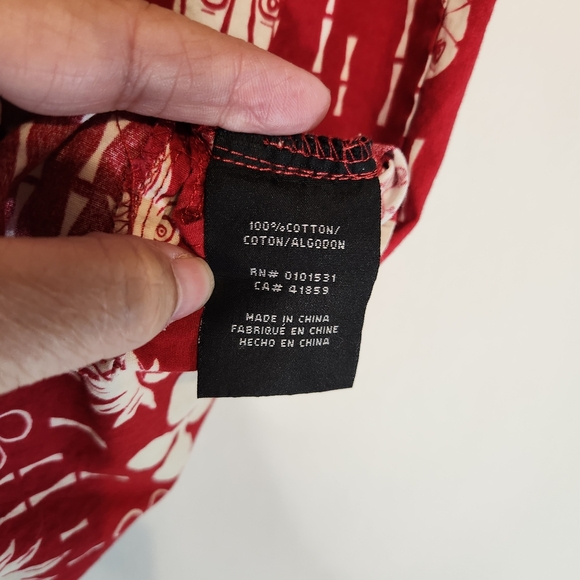 100%COTTON/
COTON/ALGODON
RN# 0101531
CA# 41859
MADE IN CHINA
FABRIQUÉ EN CHINE
HECHO EN CHINA